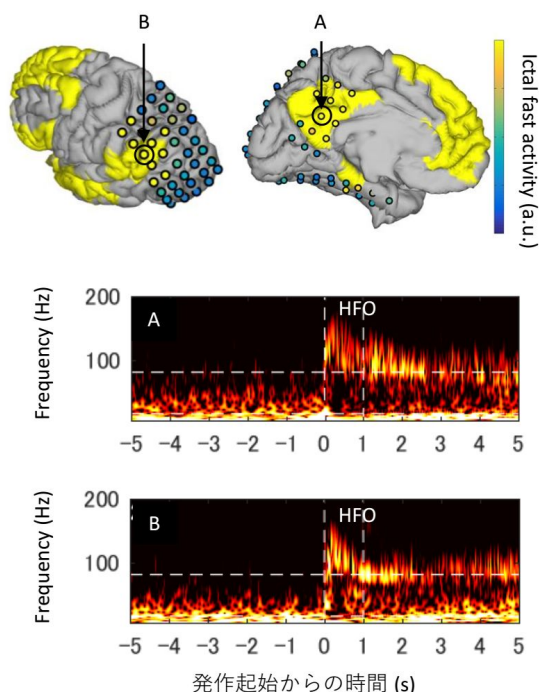 B
A
Ictal fast activity (a.u.)
200
A
HFO
Frequency (Hz)
100
-5 -4 -3 -2 -1 0 1 2 3 4 5
200
B
HFO
Frequency (Hz)
100
-5 -4 -3 -2 -1 0 1 2 3 4 5
発作起始からの時間 (s)